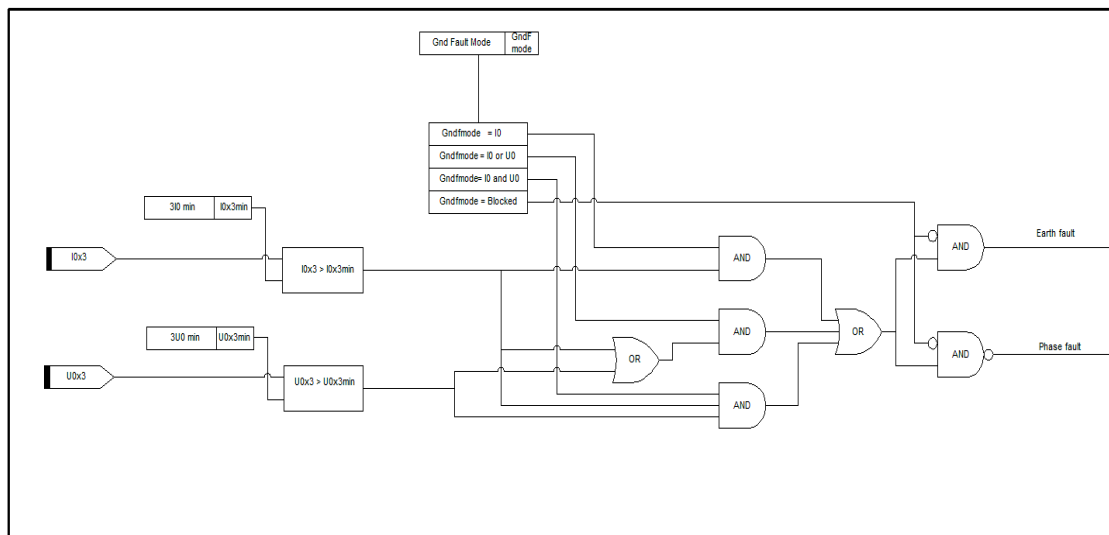 Gnd Fault Mode
GndF
mode
Gndfmode = I0
Gndfmode = I0 or U0
Gndfmode= I0 and U0
Gndfmode = Blocked
3I0 min
I0x3min
I0x3
I0x3 > I0x3min
AND
AND
Earth fault
3U0 min
U0x3min
U0x3
U0x3 > U0x3min
OR
AND
OR
AND
Phase fault
AND